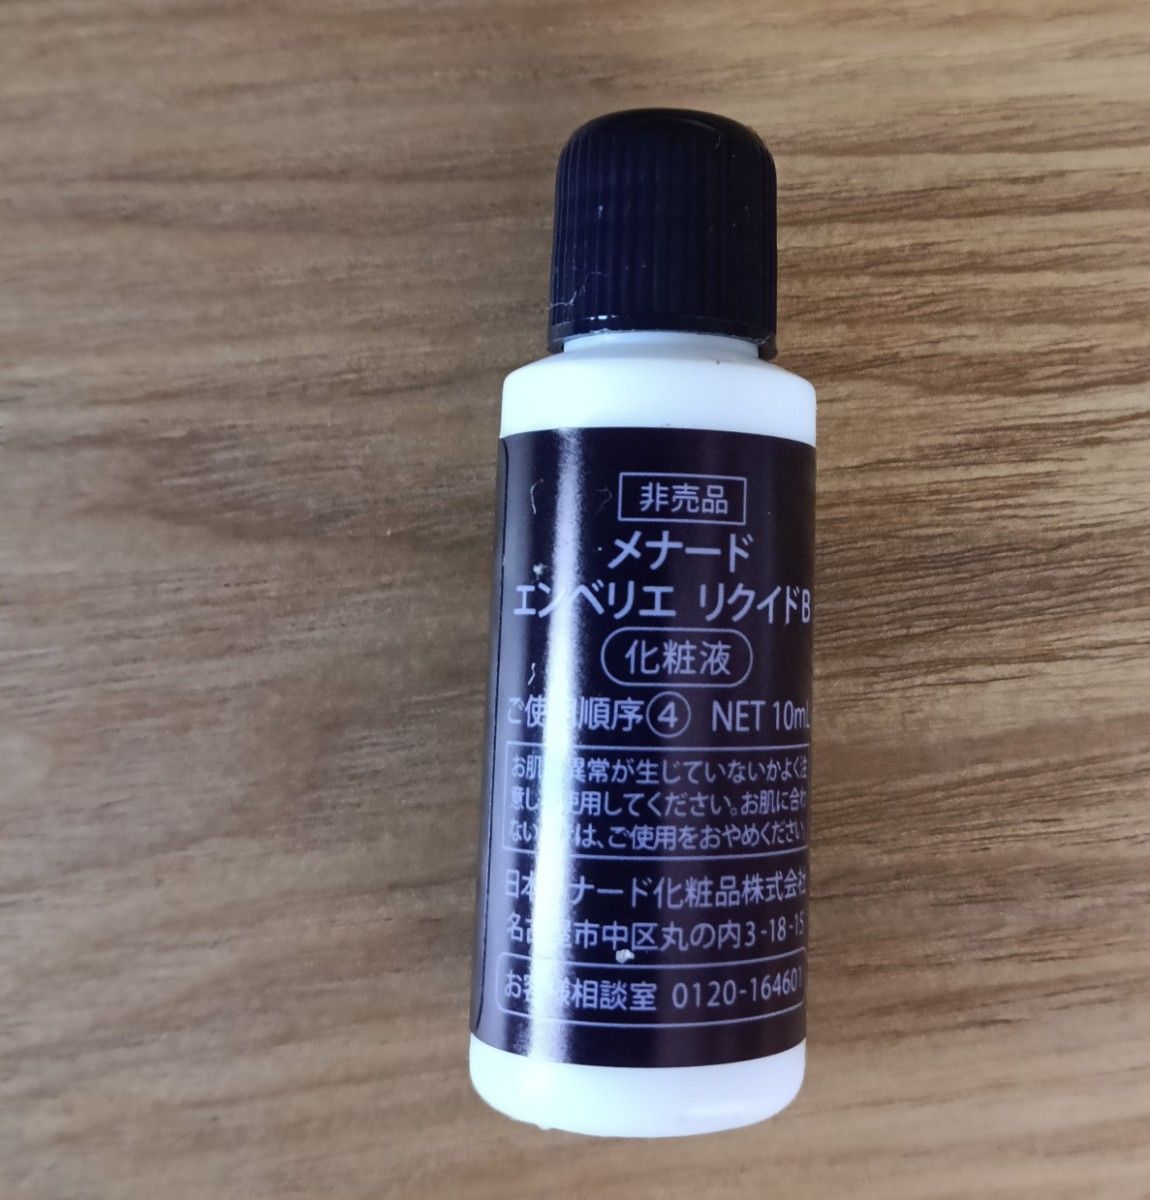 非売品
メナード
エンベリエ リクイドB
化粧液
ご使用順序④ NET 10mL
お肌に異常が生じていないかよく注
意して使用してください。お肌に合わ
ないときは、ご使用をおやめください。
日本メナード化粧品株式会社
名古屋市中区丸の内3-18-15
お客様相談室 0120-164601